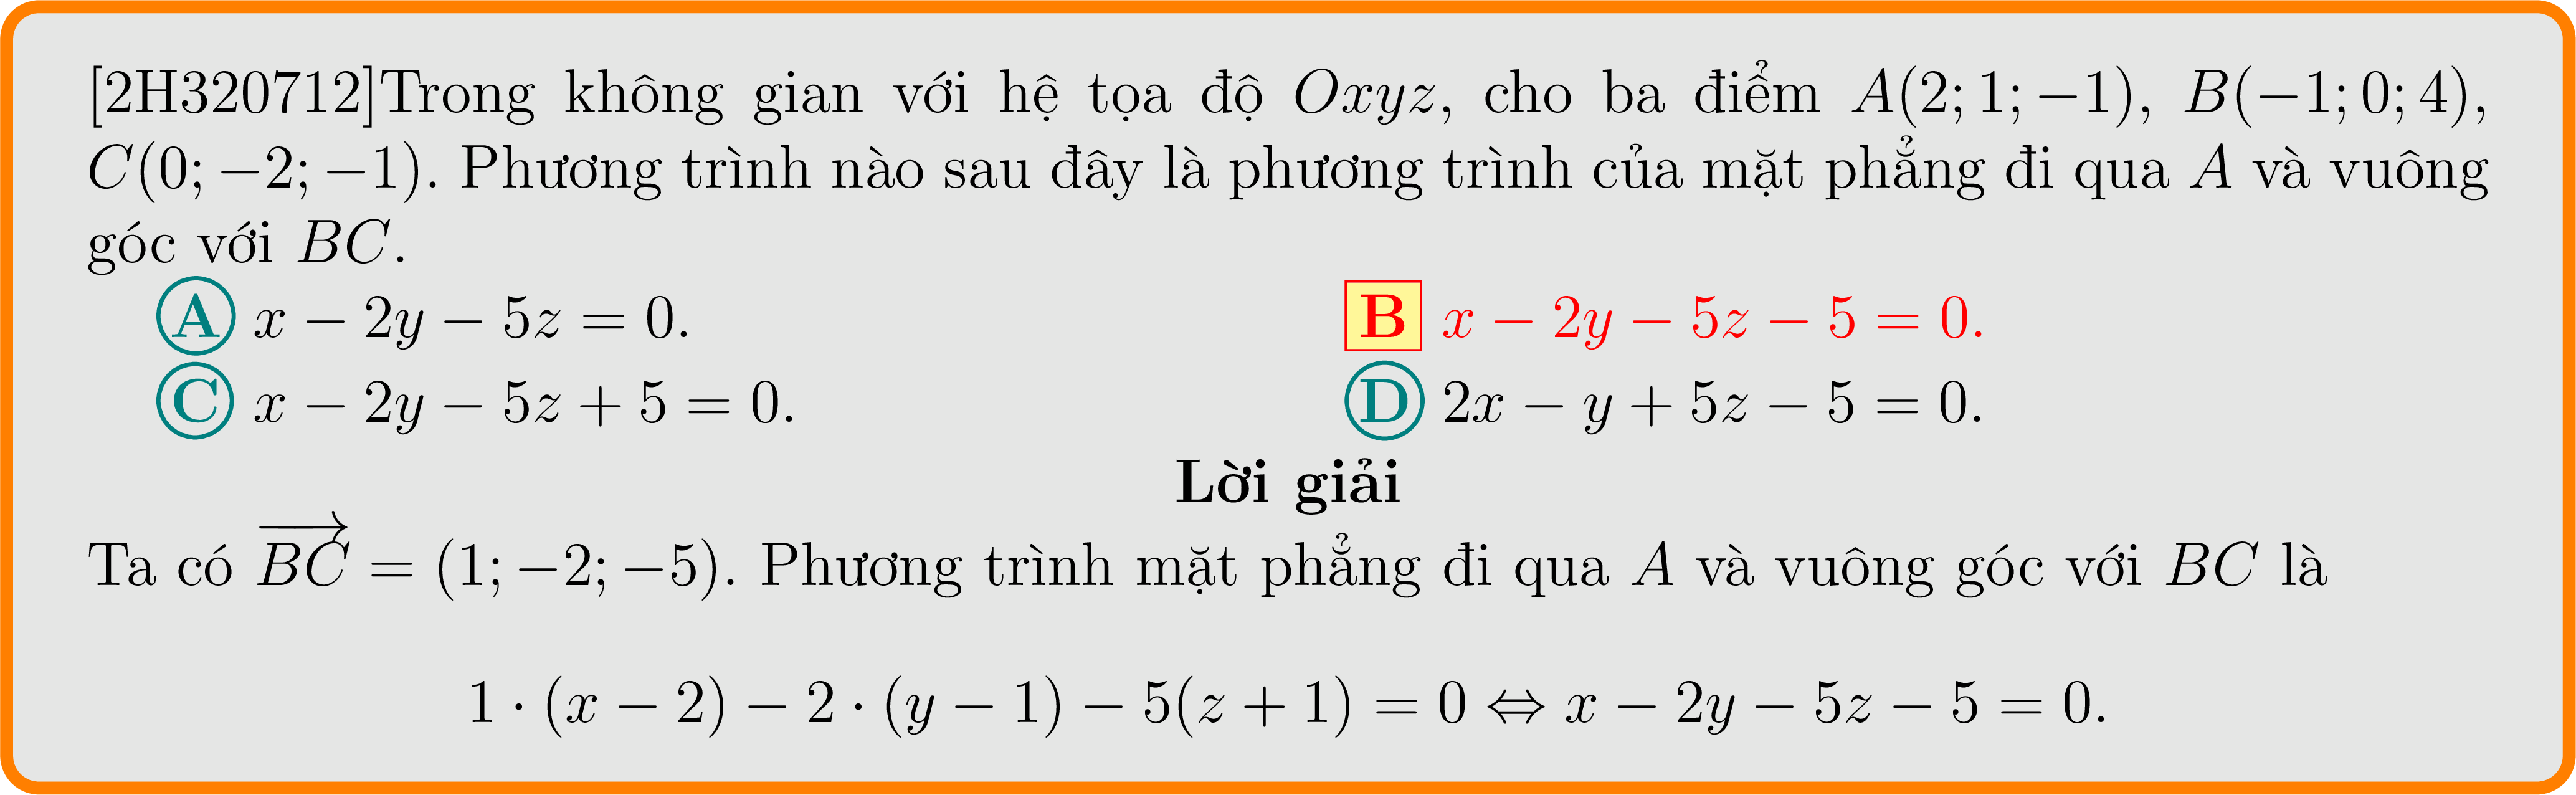 [2H320712]Trong không gian với hệ tọa độ Oxyz, cho ba điểm A(2; 1; −1), B(−1; 0; 4),
C(0; −2; −1). Phương trình nào sau đây là phương trình của mặt phẳng đi qua A và vuông
góc với BC.
A x − 2y − 5z = 0. B x − 2y − 5z − 5 = 0.
C x − 2y − 5z + 5 = 0. D 2x − y + 5z − 5 = 0.
Lời giải
Ta có $\overrightarrow{BC}$ = (1; −2; −5). Phương trình mặt phẳng đi qua A và vuông góc với BC là
1 · (x − 2) − 2 · (y − 1) − 5(z + 1) = 0 ⇔ x − 2y − 5z − 5 = 0.